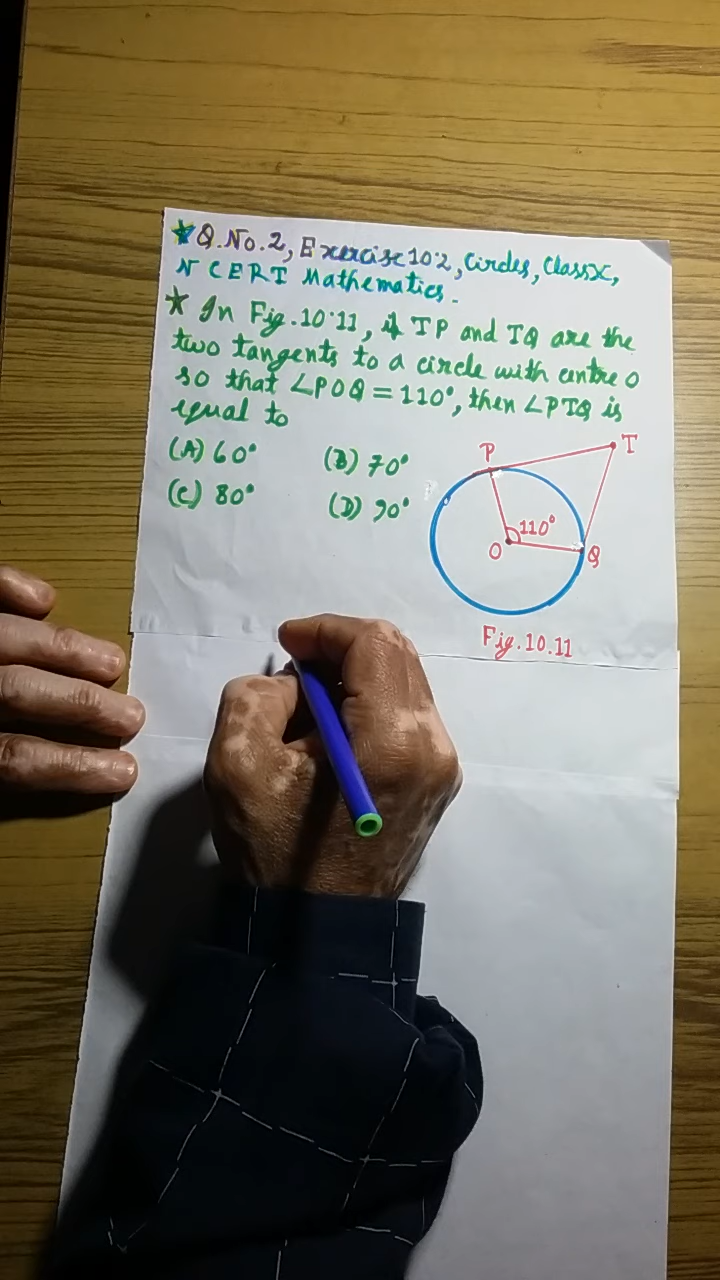 ★ Q.No.2, Exercise 10.2, Circles, Class X,
NCERT Mathematics.
★ In Fig.10.11, if TP and TQ are the
two tangents to a circle with centre O
so that ∠POQ = 110°, then ∠PTQ is
equal to
(A) 60° (B) 70°
(C) 80° (D) 90°
P
T
110°
O
Q
Fig.10.11